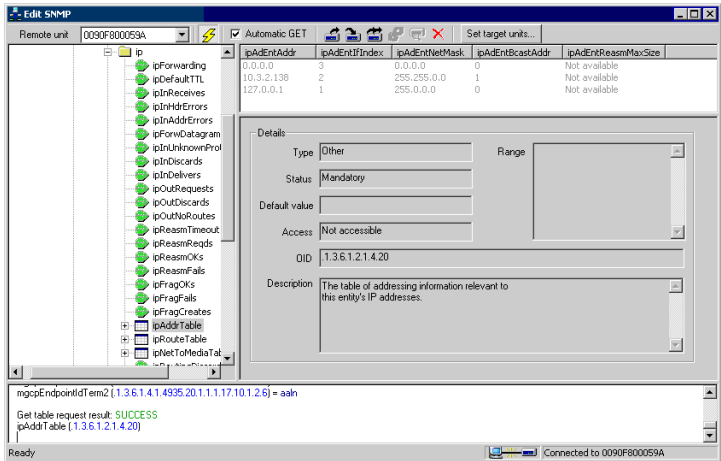 Edit SNMP
Remote unit 0090F800059A Automatic GET Set target units...
ip
ipForwarding
ipDefaultTTL
ipInReceives
ipInHdrErrors
ipInAddrErrors
ipForwDatagram
ipInUnknownProt
ipInDiscards
ipInDelivers
ipOutRequests
ipOutDiscards
ipOutNoRoutes
ipReasmTimeout
ipReasmReqds
ipReasmOKs
ipReasmFails
ipFragOKs
ipFragFails
ipFragCreates
ipAddrTable
ipRouteTable
ipNetToMediaTab
ipAdEntAddr ipAdEntIfIndex ipAdEntNetMask ipAdEntBcastAddr ipAdEntReasmMaxSize
0.0.0.0 3 0.0.0.0 0 Not available
10.3.2.138 2 255.255.0.0 1 Not available
127.0.0.1 1 255.0.0.0 0 Not available
Details
Type Other Range
Status Mandatory
Default value
Access Not accessible
OID .1.3.6.1.2.1.4.20
Description The table of addressing information relevant to
this entity's IP addresses.
mgcpEndpointIdTerm2 (.1.3.6.1.4.1.4935.20.1.1.1.17.10.1.2.6) = aaln
Get table request result: SUCCESS
ipAddrTable (.1.3.6.1.2.1.4.20)
Ready Connected to 0090F800059A